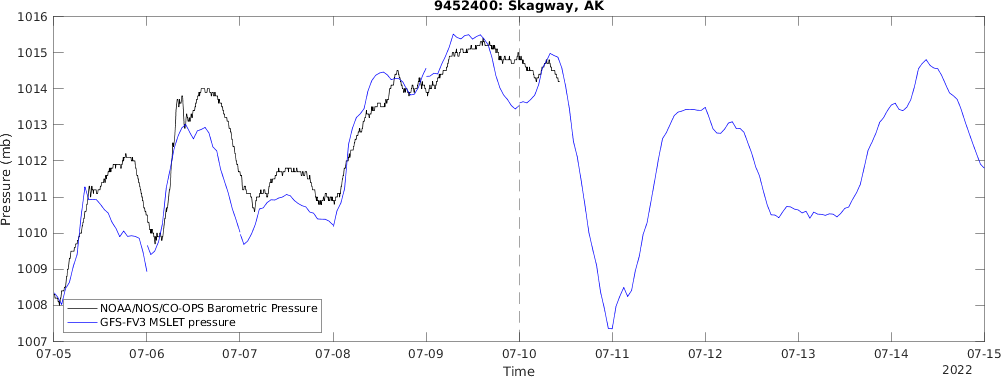 9452400: Skagway, AK
1016
1015
1014
1013
1012
1011
1010
1009
1008
1007
Pressure (mb)
NOAA/NOS/CO-OPS Barometric Pressure
GFS-FV3 MSLET pressure
07-05 07-06 07-07 07-08 07-09 07-10 07-11 07-12 07-13 07-14 07-15
Time
2022